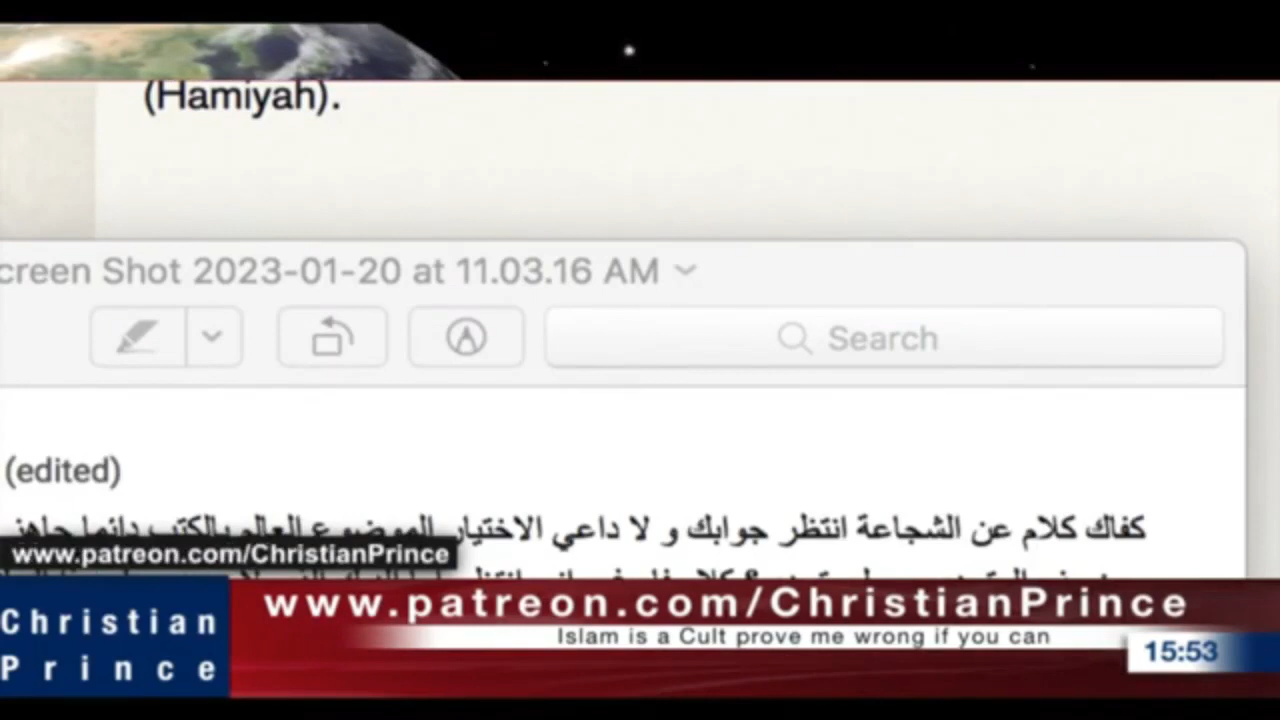 (Hamiyah).
creen Shot 2023-01-20 at 11.03.16 AM
Search
(edited)
كفاك كلام عن الشجاعة انتظر جوابك و لا داعي الاختيار الموضوع العالم بالكتب دائما جاهز
www.patreon.com/ChristianPrince
www.patreon.com/ChristianPrince
Islam is a Cult prove me wrong if you can
Christian
Prince
15:53